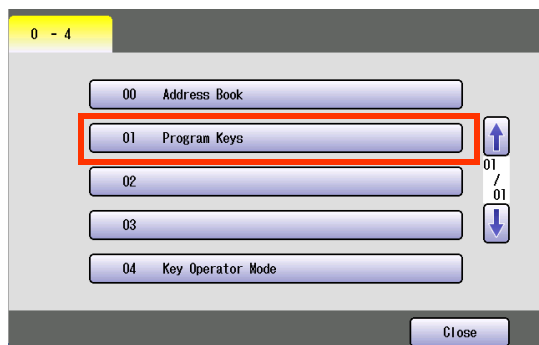 0 - 4
00 Address Book
01 Program Keys
02
03
04 Key Operator Mode
01
/
01
Close